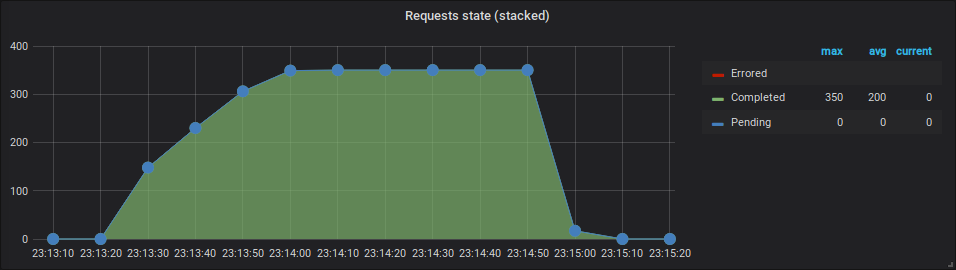 Requests state (stacked)
400
300
200
100
0
23:13:10 23:13:20 23:13:30 23:13:40 23:13:50 23:14:00 23:14:10 23:14:20 23:14:30 23:14:40 23:14:50 23:15:00 23:15:10 23:15:20
max avg current
Errored
Completed 350 200 0
Pending 0 0 0